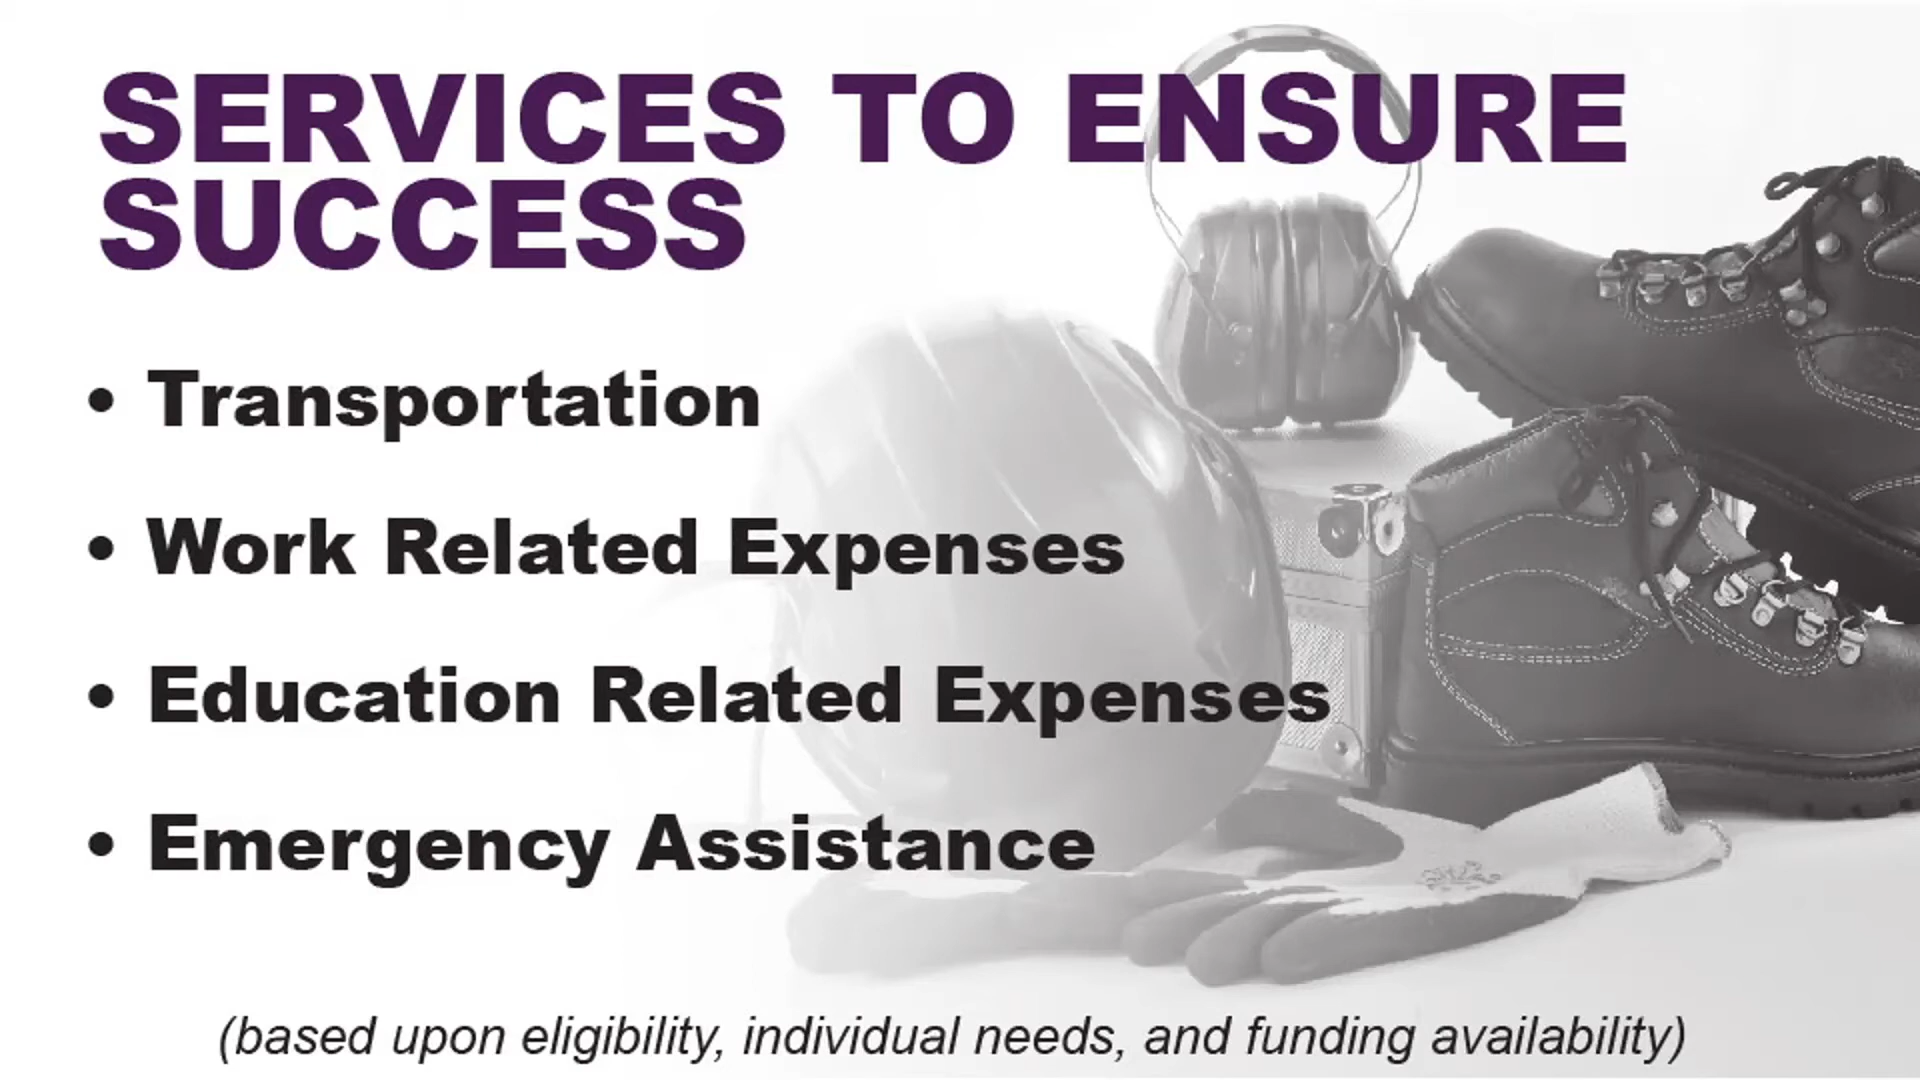 SERVICES TO ENSURE
SUCCESS
• Transportation
• Work Related Expenses
• Education Related Expenses
• Emergency Assistance
(based upon eligibility, individual needs, and funding availability)